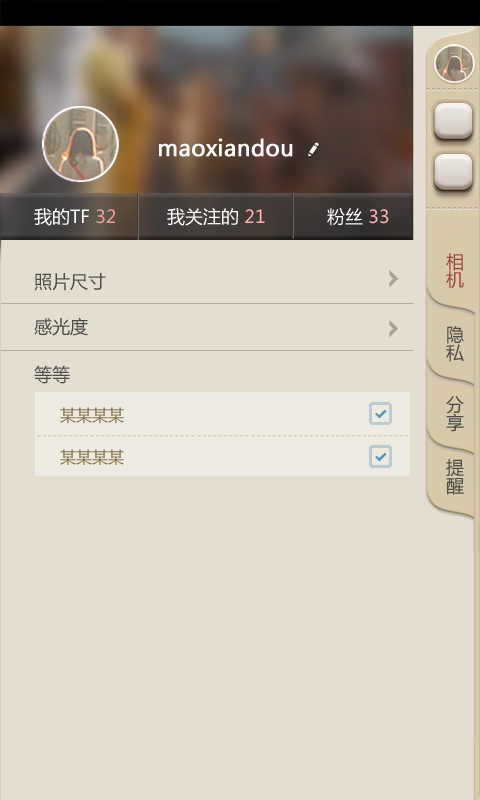 maoxiandou
我的TF 32
我关注的 21
粉丝 33
照片尺寸
感光度
等等
某某某某
某某某某
相机
隐私
分享
提醒